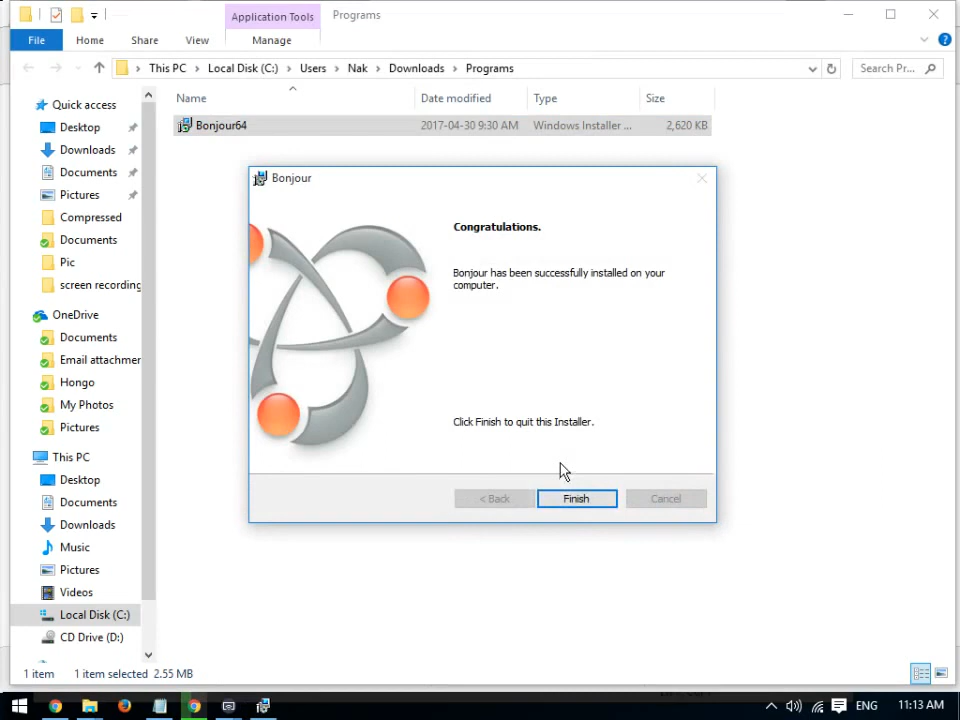 Application Tools
Programs
File
Home
Share
View
Manage
This PC
Local Disk (C:)
Users
Nak
Downloads
Programs
Search Pr...
Name
Date modified
Type
Size
Bonjour64
2017-04-30 9:30 AM
Windows Installer ...
2,620 KB
Quick access
Desktop
Downloads
Documents
Pictures
Compressed
Documents
Pic
screen recording
OneDrive
Documents
Email attachmer
Hongo
My Photos
Pictures
This PC
Desktop
Documents
Downloads
Music
Pictures
Videos
Local Disk (C:)
CD Drive (D:)
Bonjour
Congratulations.
Bonjour has been successfully installed on your
computer.
Click Finish to quit this Installer.
< Back
Finish
Cancel
1 item
1 item selected 2.55 MB
ENG
11:13 AM